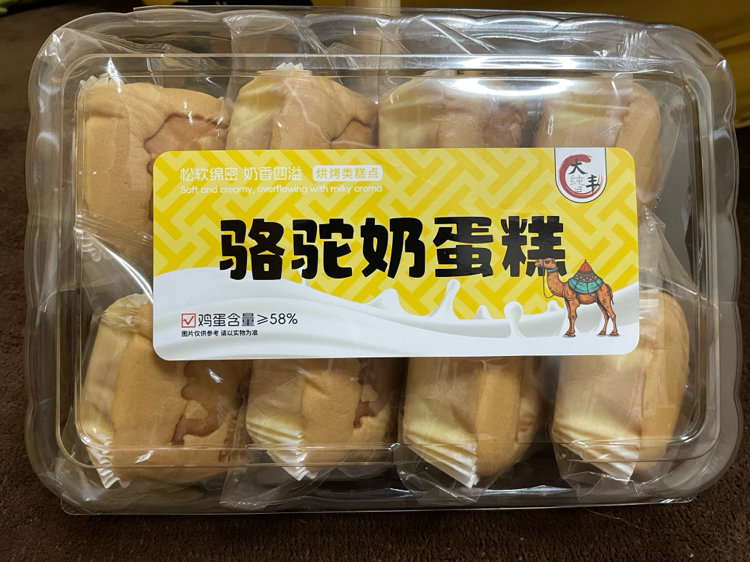 松软绵密 奶香四溢 烘烤类糕点
Soft and creamy, overflowing with milky aroma
大丰
骆驼奶蛋糕
鸡蛋含量≥58%
图片仅供参考 请以实物为准